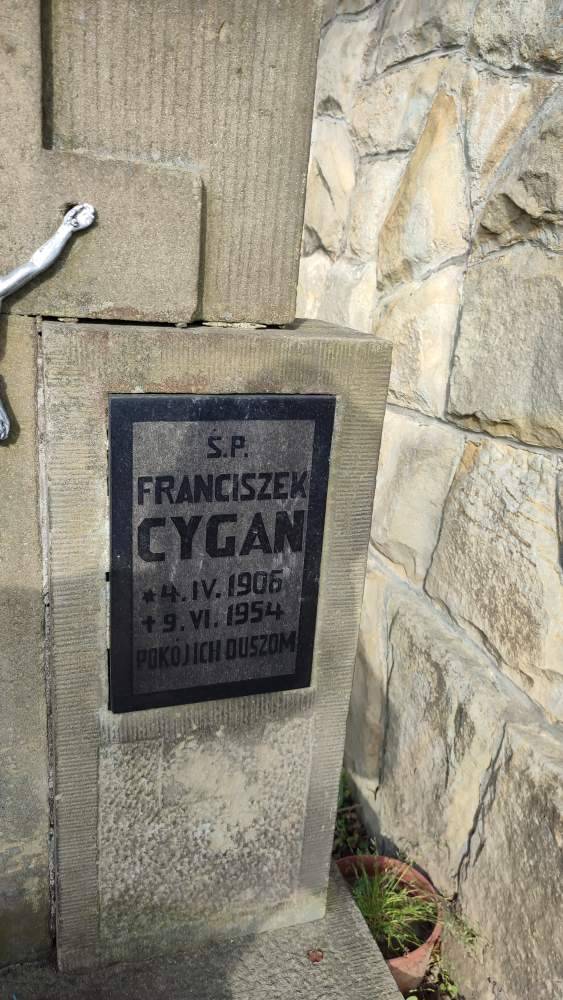 Ś.P.
FRANCISZEK
CYGAN
* 4. IV. 1906
+ 9. VI. 1954
POKÓJ ICH DUSZOM